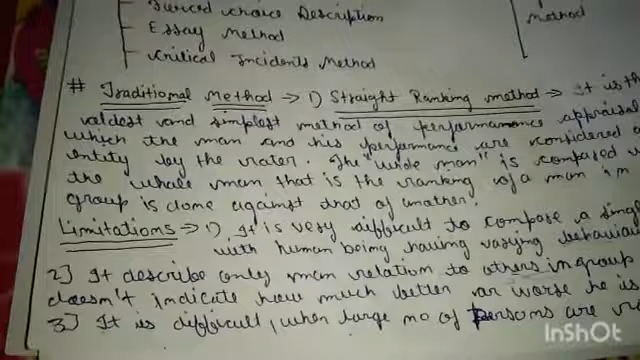 Forced choice Description
Essay Method
Critical Incidents Method
Method
# Traditional Method → 1) Straight Ranking method → It is the
oldest and simplest method of performance appraisal
which the man and his performance are considered
entity by the rater. The "whole man" is compared
the whole man that is the ranking of a man in
group is done against that of another.
Limitations → 1) It is very difficult to compare a
with human being having varying
2] It describe only man relation to others in group
doesn't indicate how much better or worse he is
3] It is difficult, when large no of persons are
InShOt